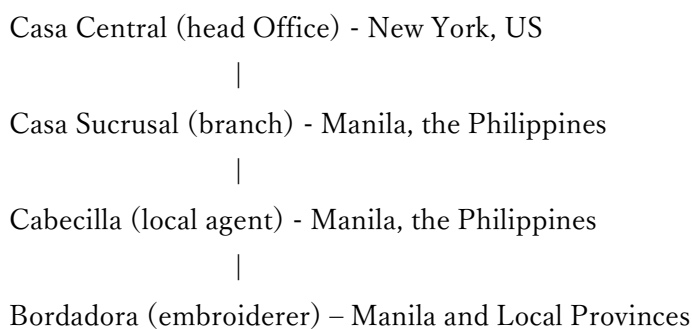 Casa Central (head Office) - New York, US
|
Casa Sucrusal (branch) - Manila, the Philippines
|
Cabecilla (local agent) - Manila, the Philippines
|
Bordadora (embroiderer) – Manila and Local Provinces